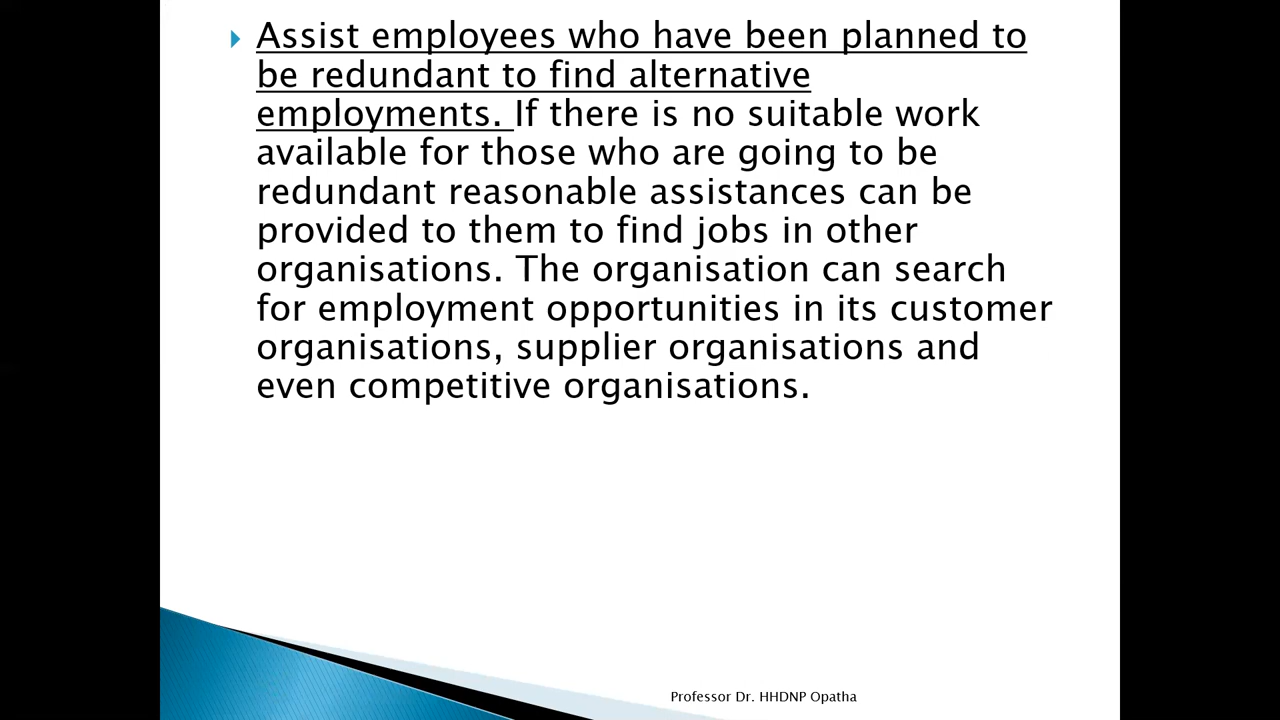 Assist employees who have been planned to
be redundant to find alternative
employments. If there is no suitable work
available for those who are going to be
redundant reasonable assistances can be
provided to them to find jobs in other
organisations. The organisation can search
for employment opportunities in its customer
organisations, supplier organisations and
even competitive organisations.
Professor Dr. HHDNP Opatha